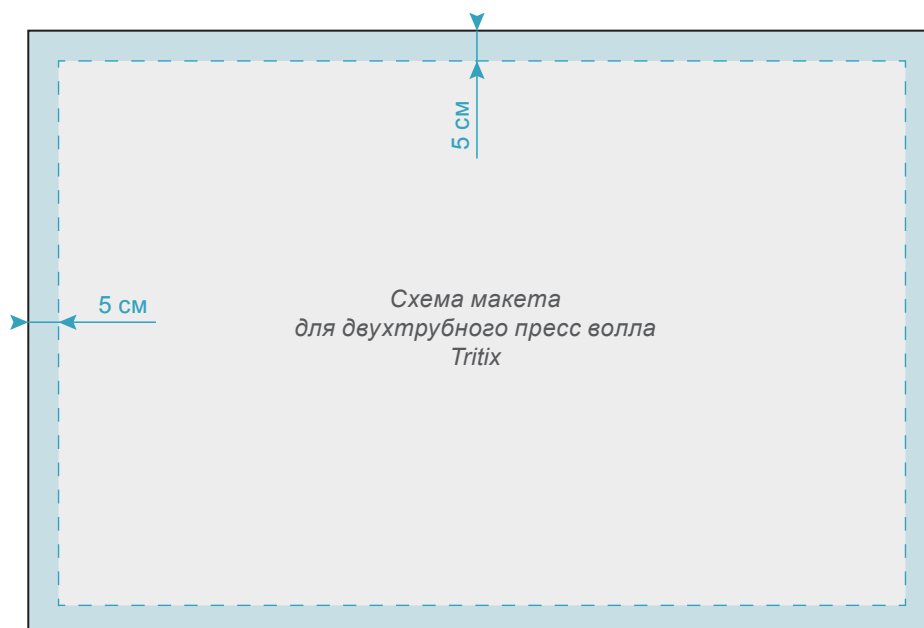 5 см
5 см
Схема макета
для двухтрубного пресс волла
Tritix